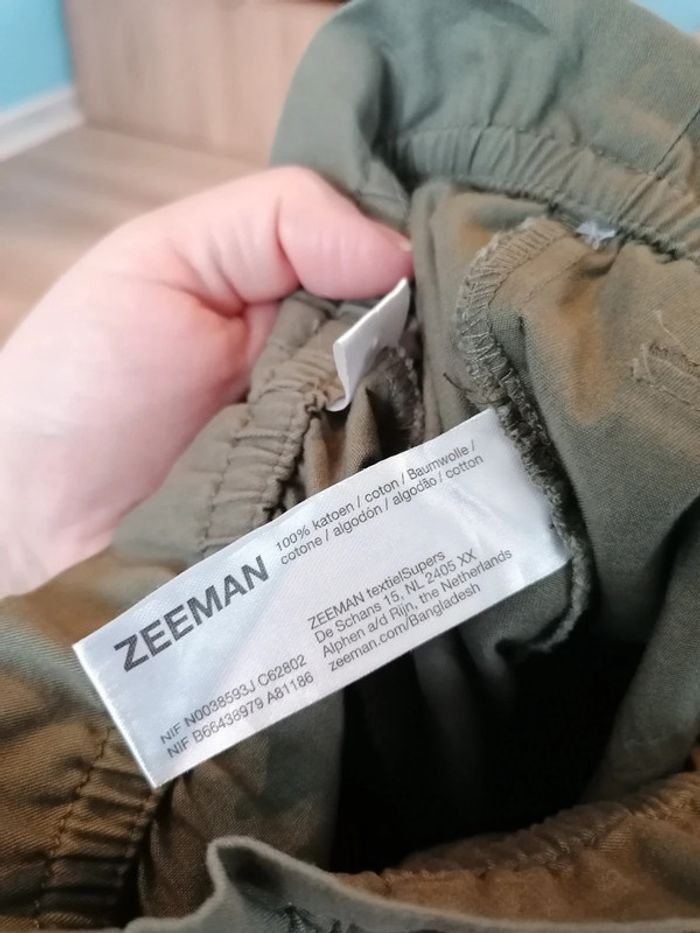 ZEEMAN
100% katoen / coton / Baumwolle /
cotone / algodón / algodão / cotton
ZEEMAN textielSupers
De Schans 15, NL 2405 XX
Alphen a/d Rijn, the Netherlands
zeeman.com/Bangladesh
NIF N0038593J C62802
NIF B66438979 A81186